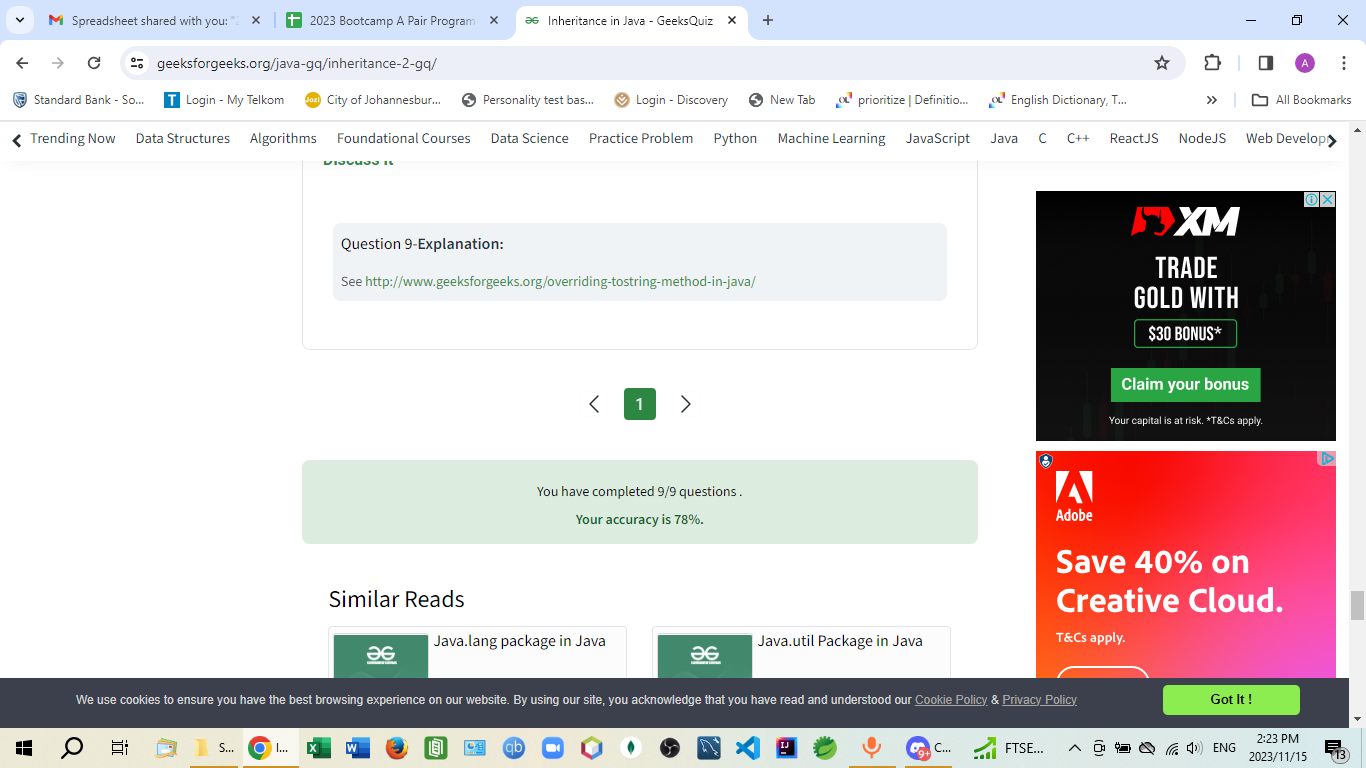 Spreadsheet shared with you: "
2023 Bootcamp A Pair Program
Inheritance in Java - GeeksQuiz
geeksforgeeks.org/java-gq/inheritance-2-gq/
A
Standard Bank - So...
T
Login - My Telkom
Jozi
City of Johannesbur...
Personality test bas...
Login - Discovery
New Tab
prioritize | Definitio...
English Dictionary, T...
All Bookmarks
Trending Now
Data Structures
Algorithms
Foundational Courses
Data Science
Practice Problem
Python
Machine Learning
JavaScript
Java
C
C++
ReactJS
NodeJS
Web Develop
Discuss it
Question 9-Explanation:
See http://www.geeksforgeeks.org/overriding-tostring-method-in-java/
1
You have completed 9/9 questions .
Your accuracy is 78%.
Similar Reads
Java.lang package in Java
Java.util Package in Java
XM
TRADE
GOLD WITH
$30 BONUS*
Claim your bonus
Your capital is at risk. *T&Cs apply.
Adobe
Save 40% on
Creative Cloud.
T&Cs apply.
We use cookies to ensure you have the best browsing experience on our website. By using our site, you acknowledge that you have read and understood our Cookie Policy & Privacy Policy
Got It !
S...
I...
qb
9+
C...
FTSE...
ENG
2:23 PM
2023/11/15
13